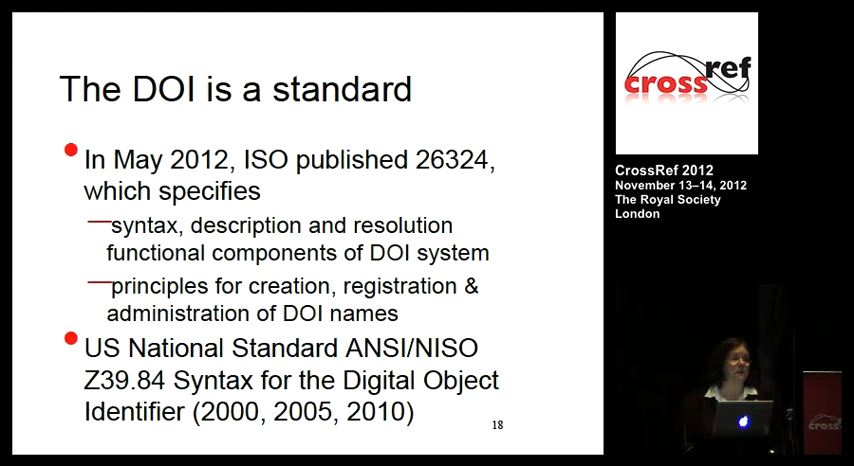 The DOI is a standard
In May 2012, ISO published 26324,
which specifies
—syntax, description and resolution
functional components of DOI system
—principles for creation, registration &
administration of DOI names
US National Standard ANSI/NISO
Z39.84 Syntax for the Digital Object
Identifier (2000, 2005, 2010)
18
crossref
CrossRef 2012
November 13–14, 2012
The Royal Society
London
cross